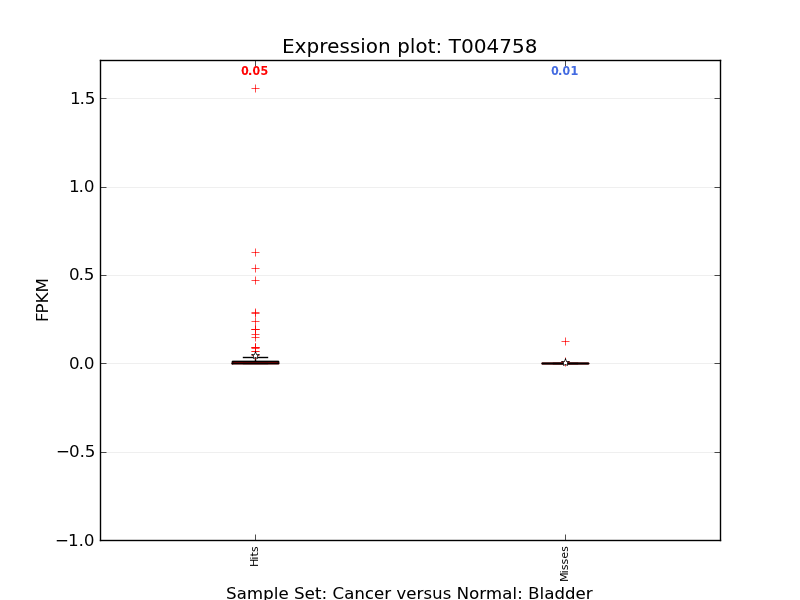 Expression plot: T004758
0.05
0.01
1.5
1.0
0.5
0.0
−0.5
−1.0
FPKM
Hits
Misses
Sample Set: Cancer versus Normal: Bladder